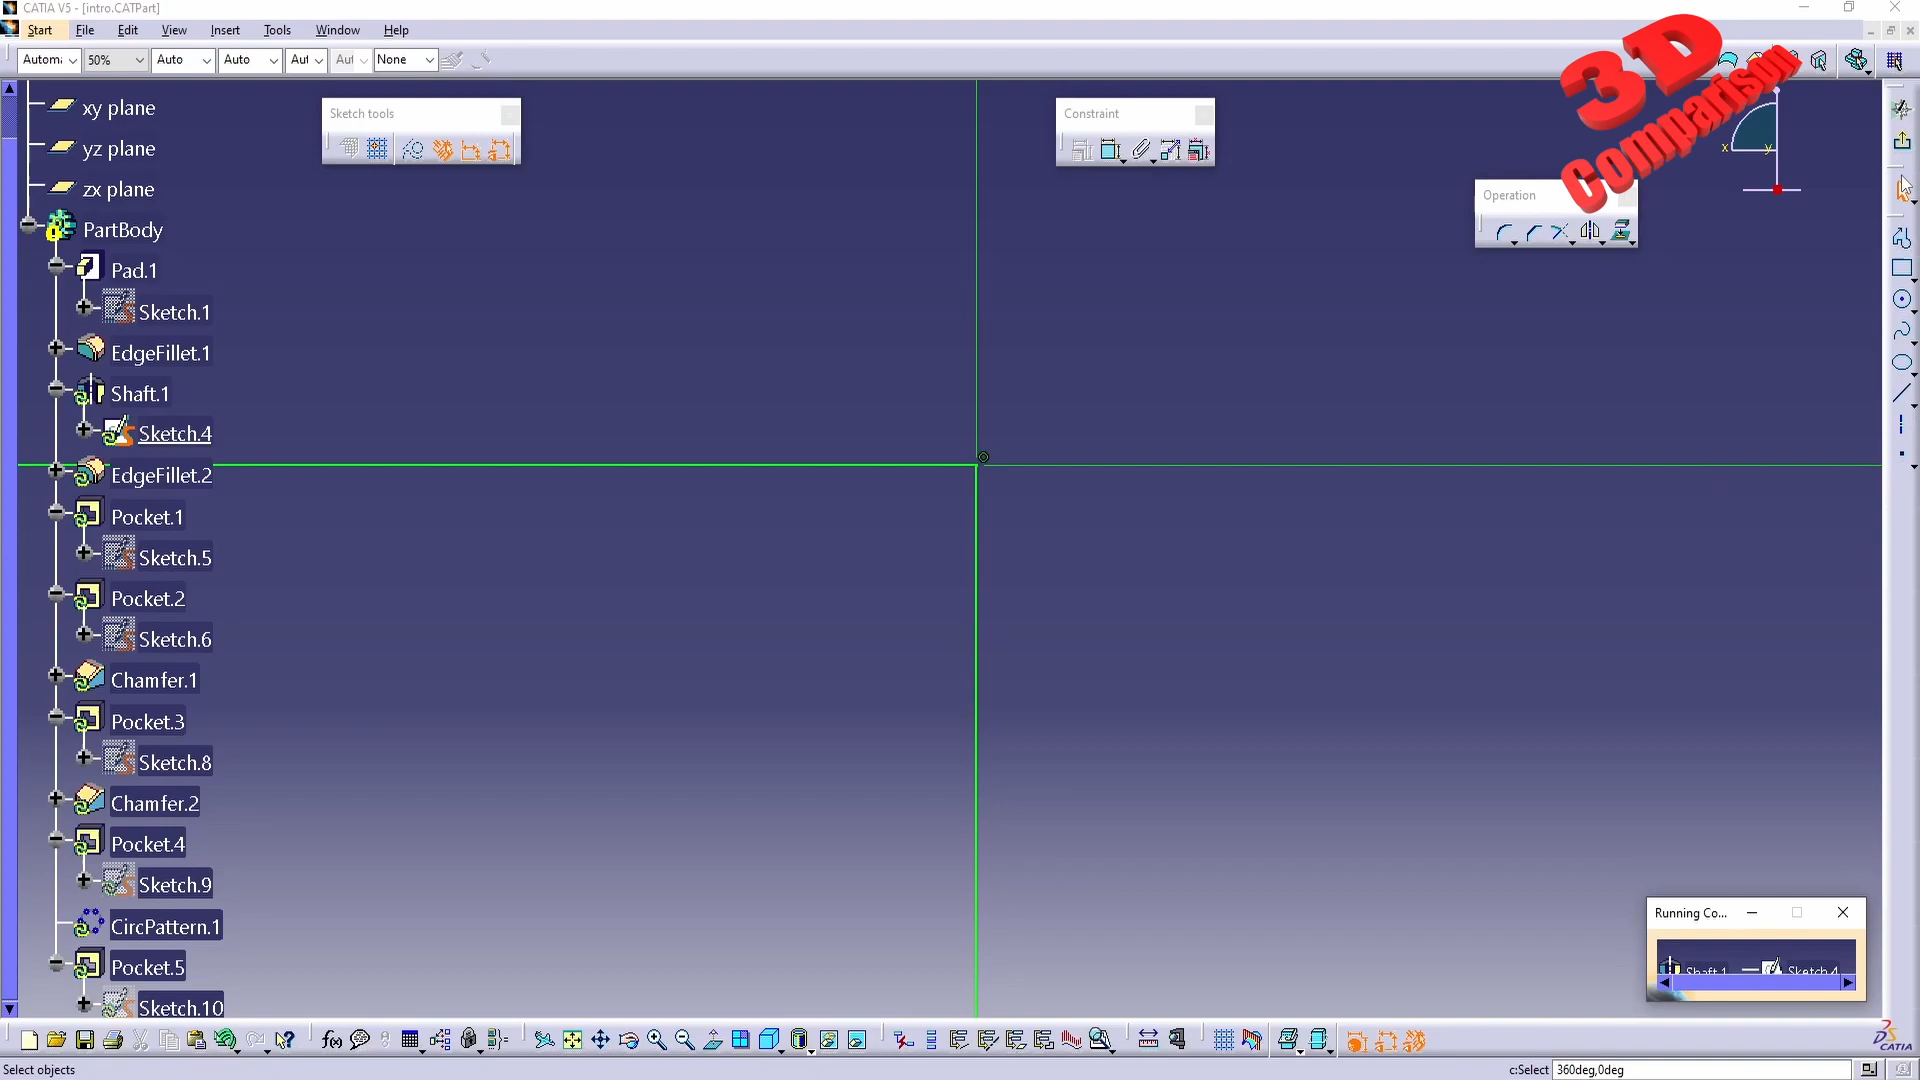 CATIA V5 - [intro.CATPart]
Start File Edit View Insert Tools Window Help
50% Auto Auto Aut Aut None
3D
Comparison
xy plane
yz plane
zx plane
PartBody
Pad.1
Sketch.1
EdgeFillet.1
Shaft.1
Sketch.4
EdgeFillet.2
Pocket.1
Sketch.5
Pocket.2
Sketch.6
Chamfer.1
Pocket.3
Sketch.8
Chamfer.2
Pocket.4
Sketch.9
CircPattern.1
Pocket.5
Sketch.10
Sketch tools
Constraint
Operation
x y
Running Co...
Shaft.1 Sketch.4
CATIA
Select objects
c:Select 360deg,0deg